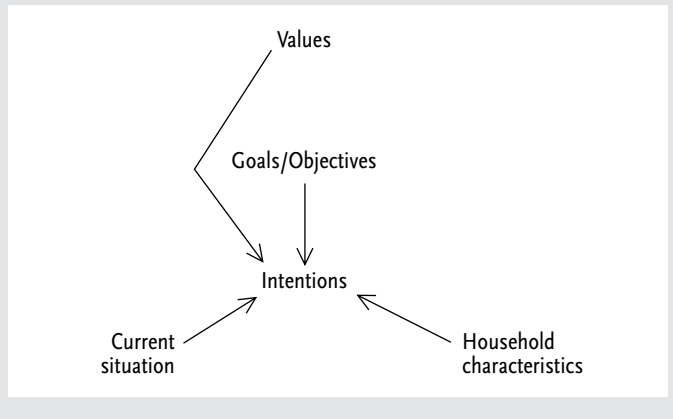 Values
Goals/Objectives
Intentions
Current
situation
Household
characteristics